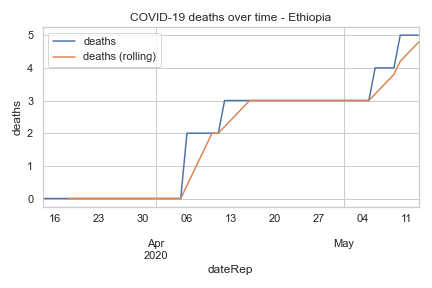 COVID-19 deaths over time - Ethiopia
deaths
deaths (rolling)
5
4
3
2
1
0
deaths
16 23 30 06 13 20 27 04 11
Apr May
2020
dateRep